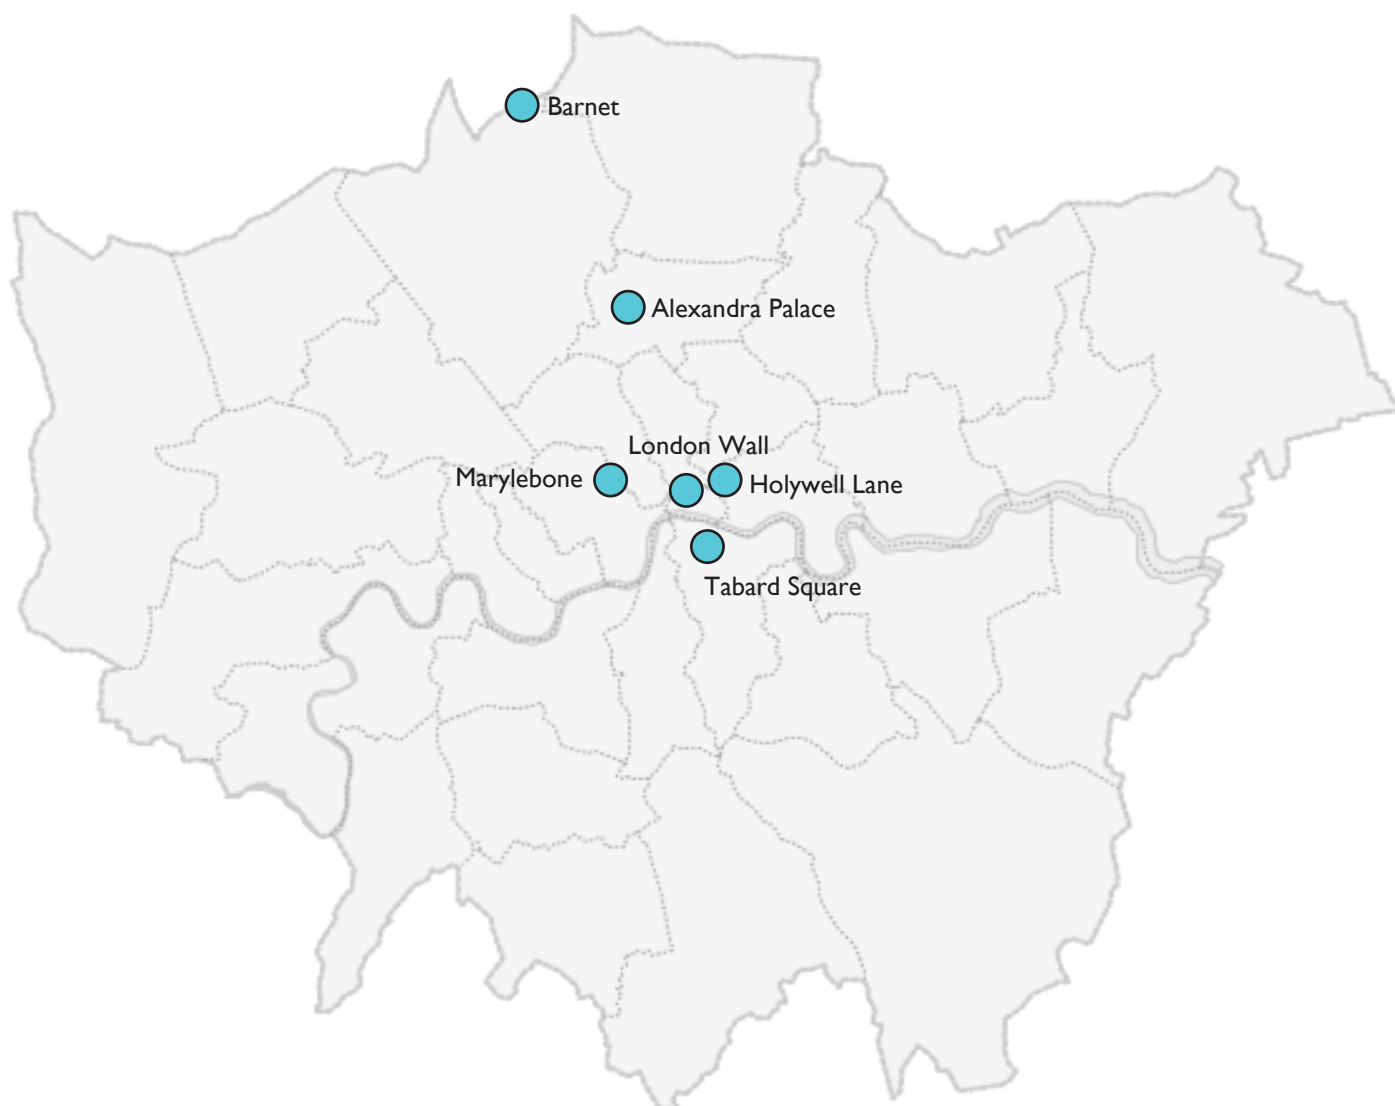 Barnet
Alexandra Palace
London Wall
Marylebone
Holywell Lane
Tabard Square